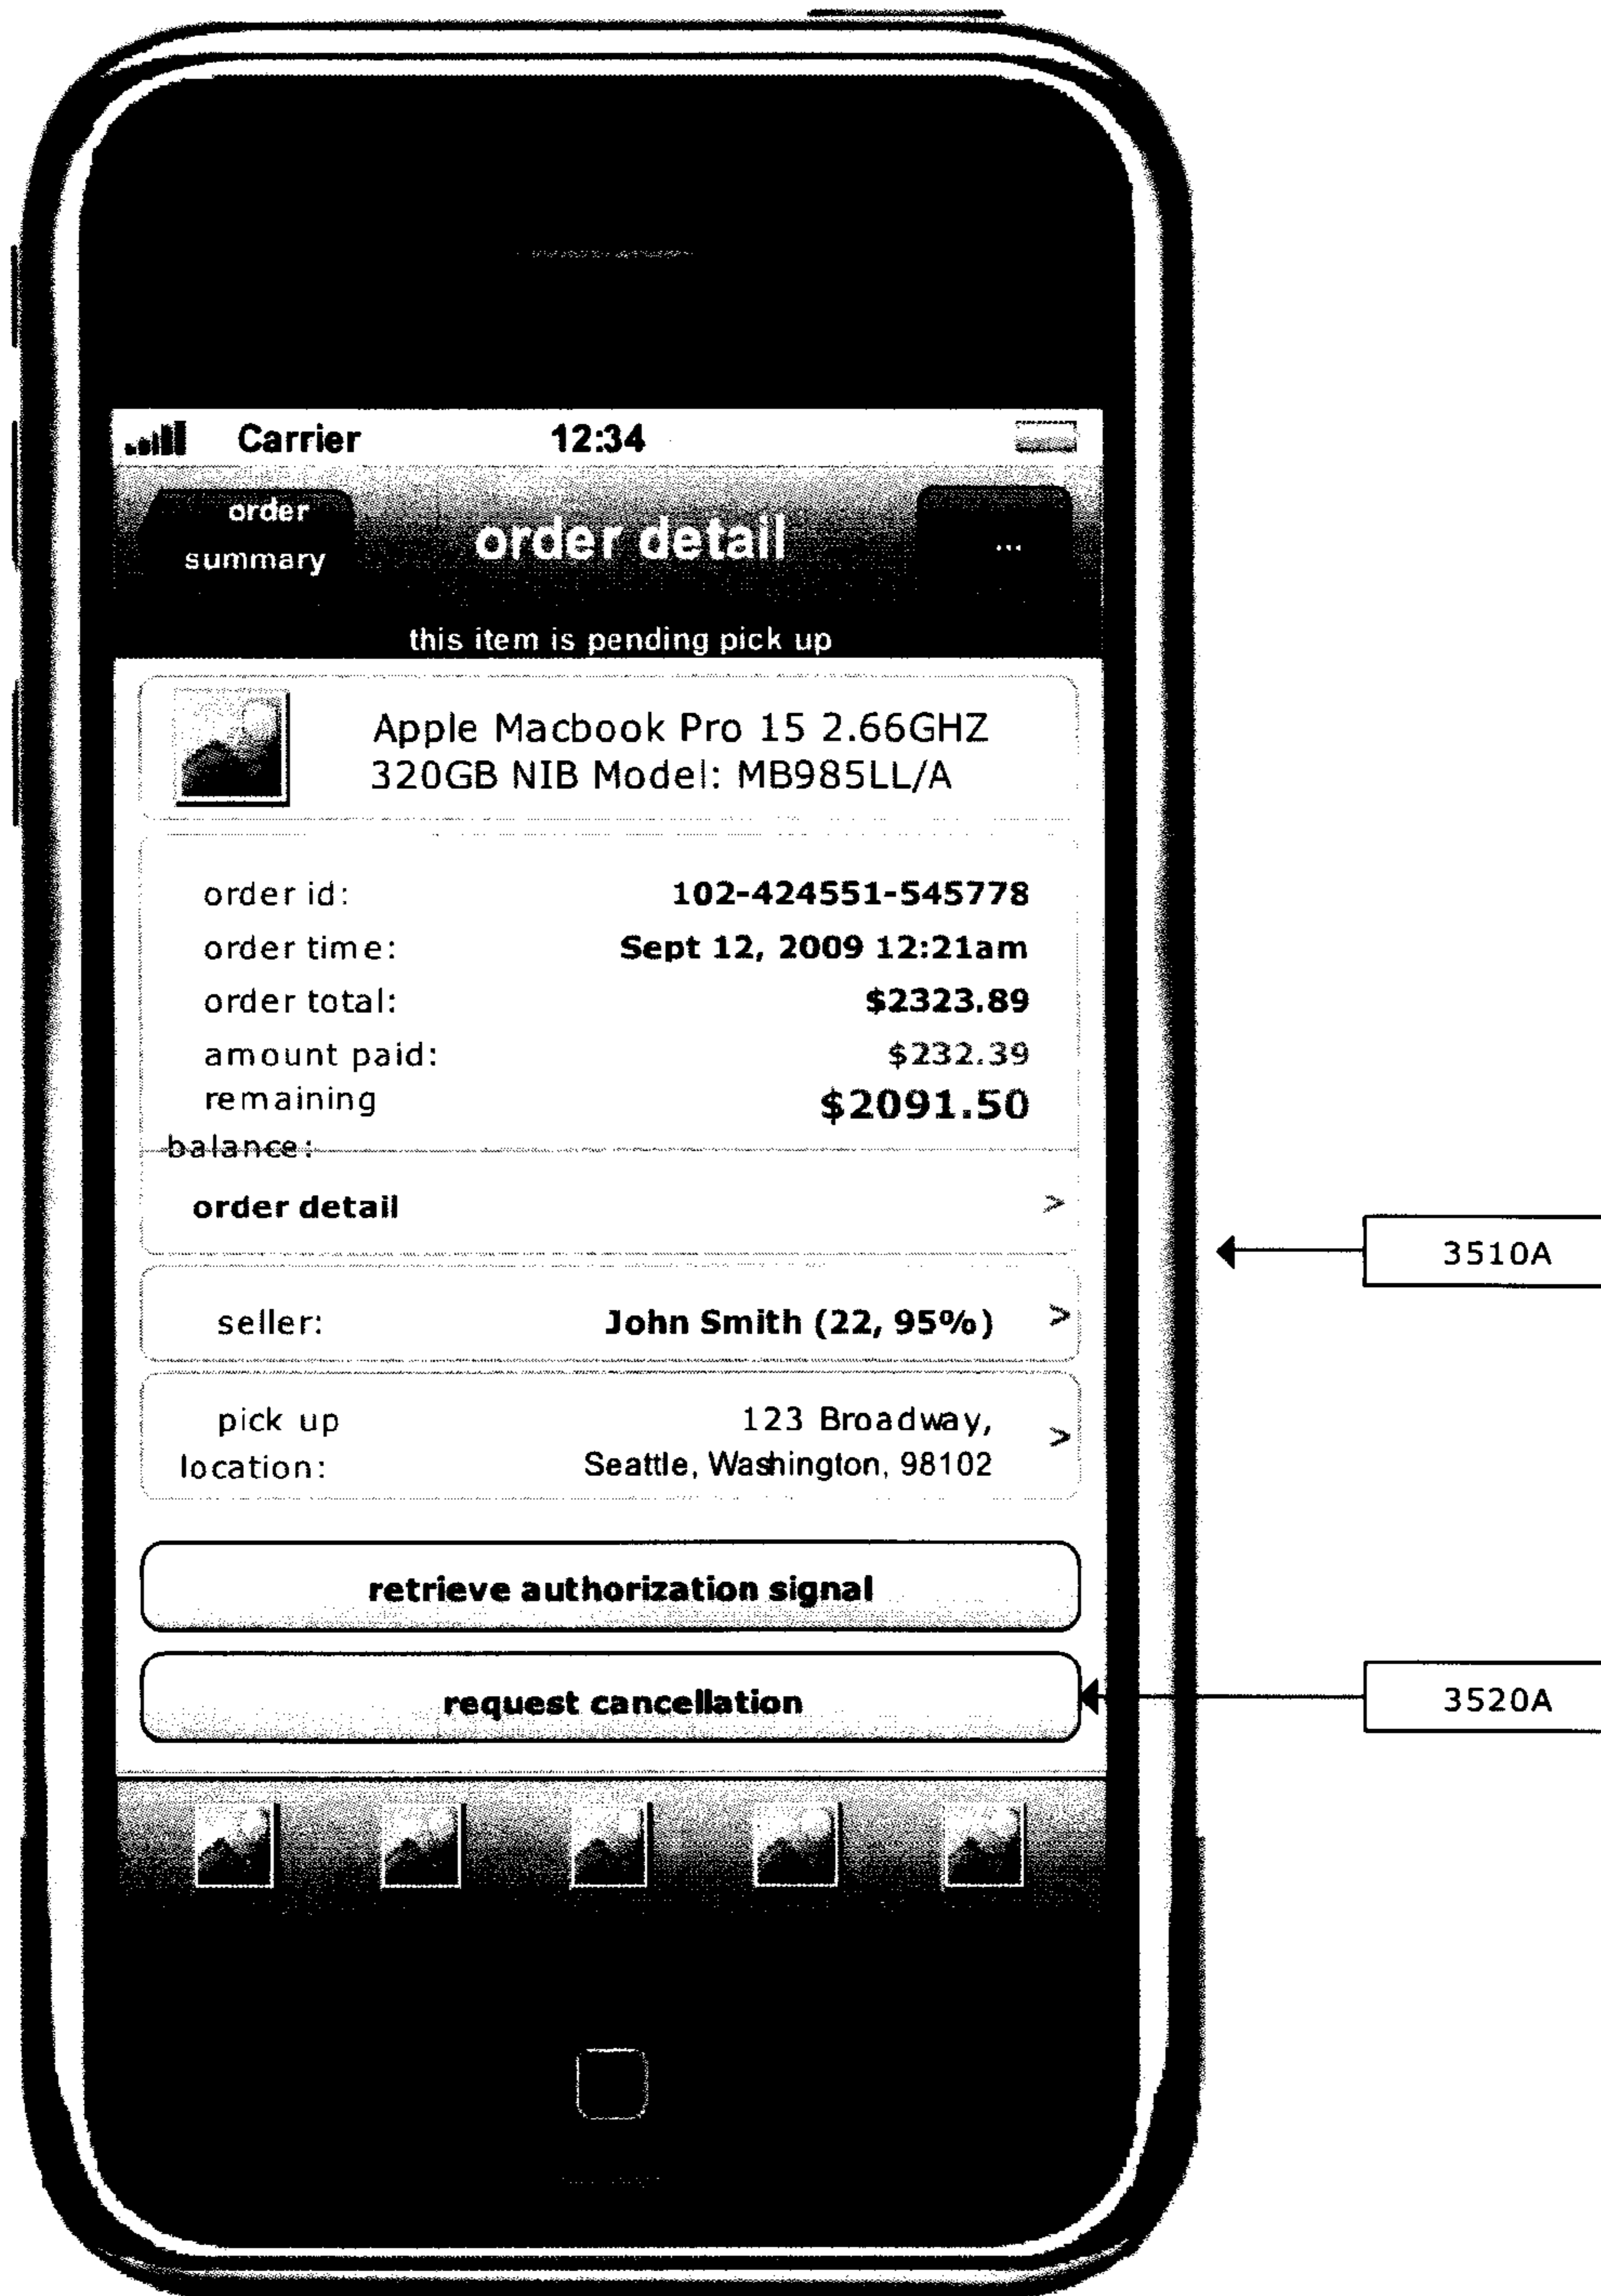 Carrier 12:34
order
summary
order detail
...
this item is pending pick up
Apple Macbook Pro 15 2.66GHZ
320GB NIB Model: MB985LL/A
order id: 102-424551-545778
order time: Sept 12, 2009 12:21am
order total: $2323.89
amount paid: $232.39
remaining $2091.50
balance:
order detail >
3510A
seller: John Smith (22, 95%) >
pick up 123 Broadway, >
location: Seattle, Washington, 98102
retrieve authorization signal
request cancellation
3520A